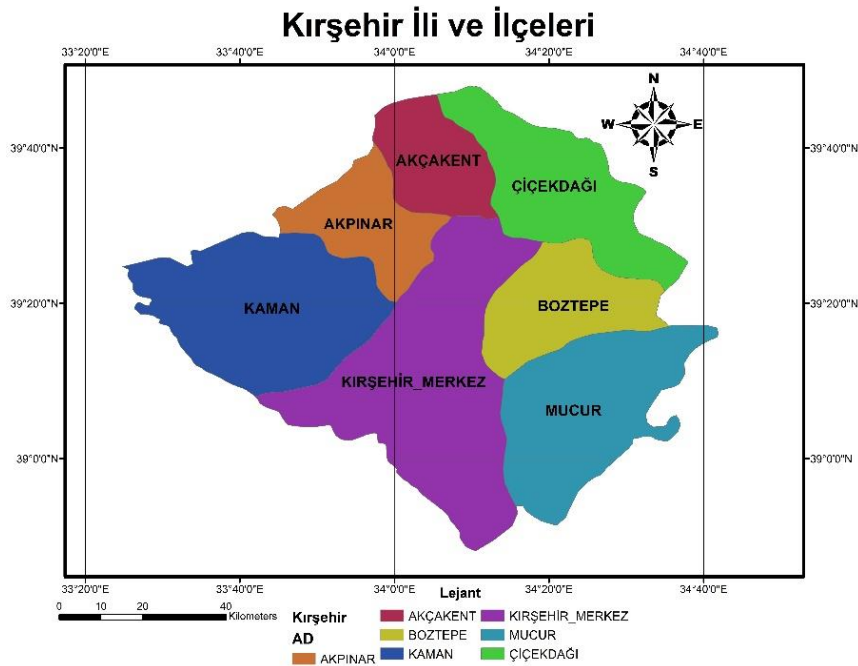 Kırşehir İli ve İlçeleri
33°20'0"E 33°40'0"E 34°0'0"E 34°20'0"E 34°40'0"E
N
W E
S
39°40'0"N 39°40'0"N
AKÇAKENT
ÇİÇEKDAĞI
AKPINAR
39°20'0"N 39°20'0"N
KAMAN
BOZTEPE
KIRŞEHİR_MERKEZ
MUCUR
39°0'0"N 39°0'0"N
33°20'0"E 33°40'0"E 34°0'0"E 34°20'0"E 34°40'0"E
Lejant
0 10 20 40
Kilometers
Kırşehir
AD
AKPINAR
AKÇAKENT
BOZTEPE
KAMAN
KIRŞEHİR_MERKEZ
MUCUR
ÇİÇEKDAĞI